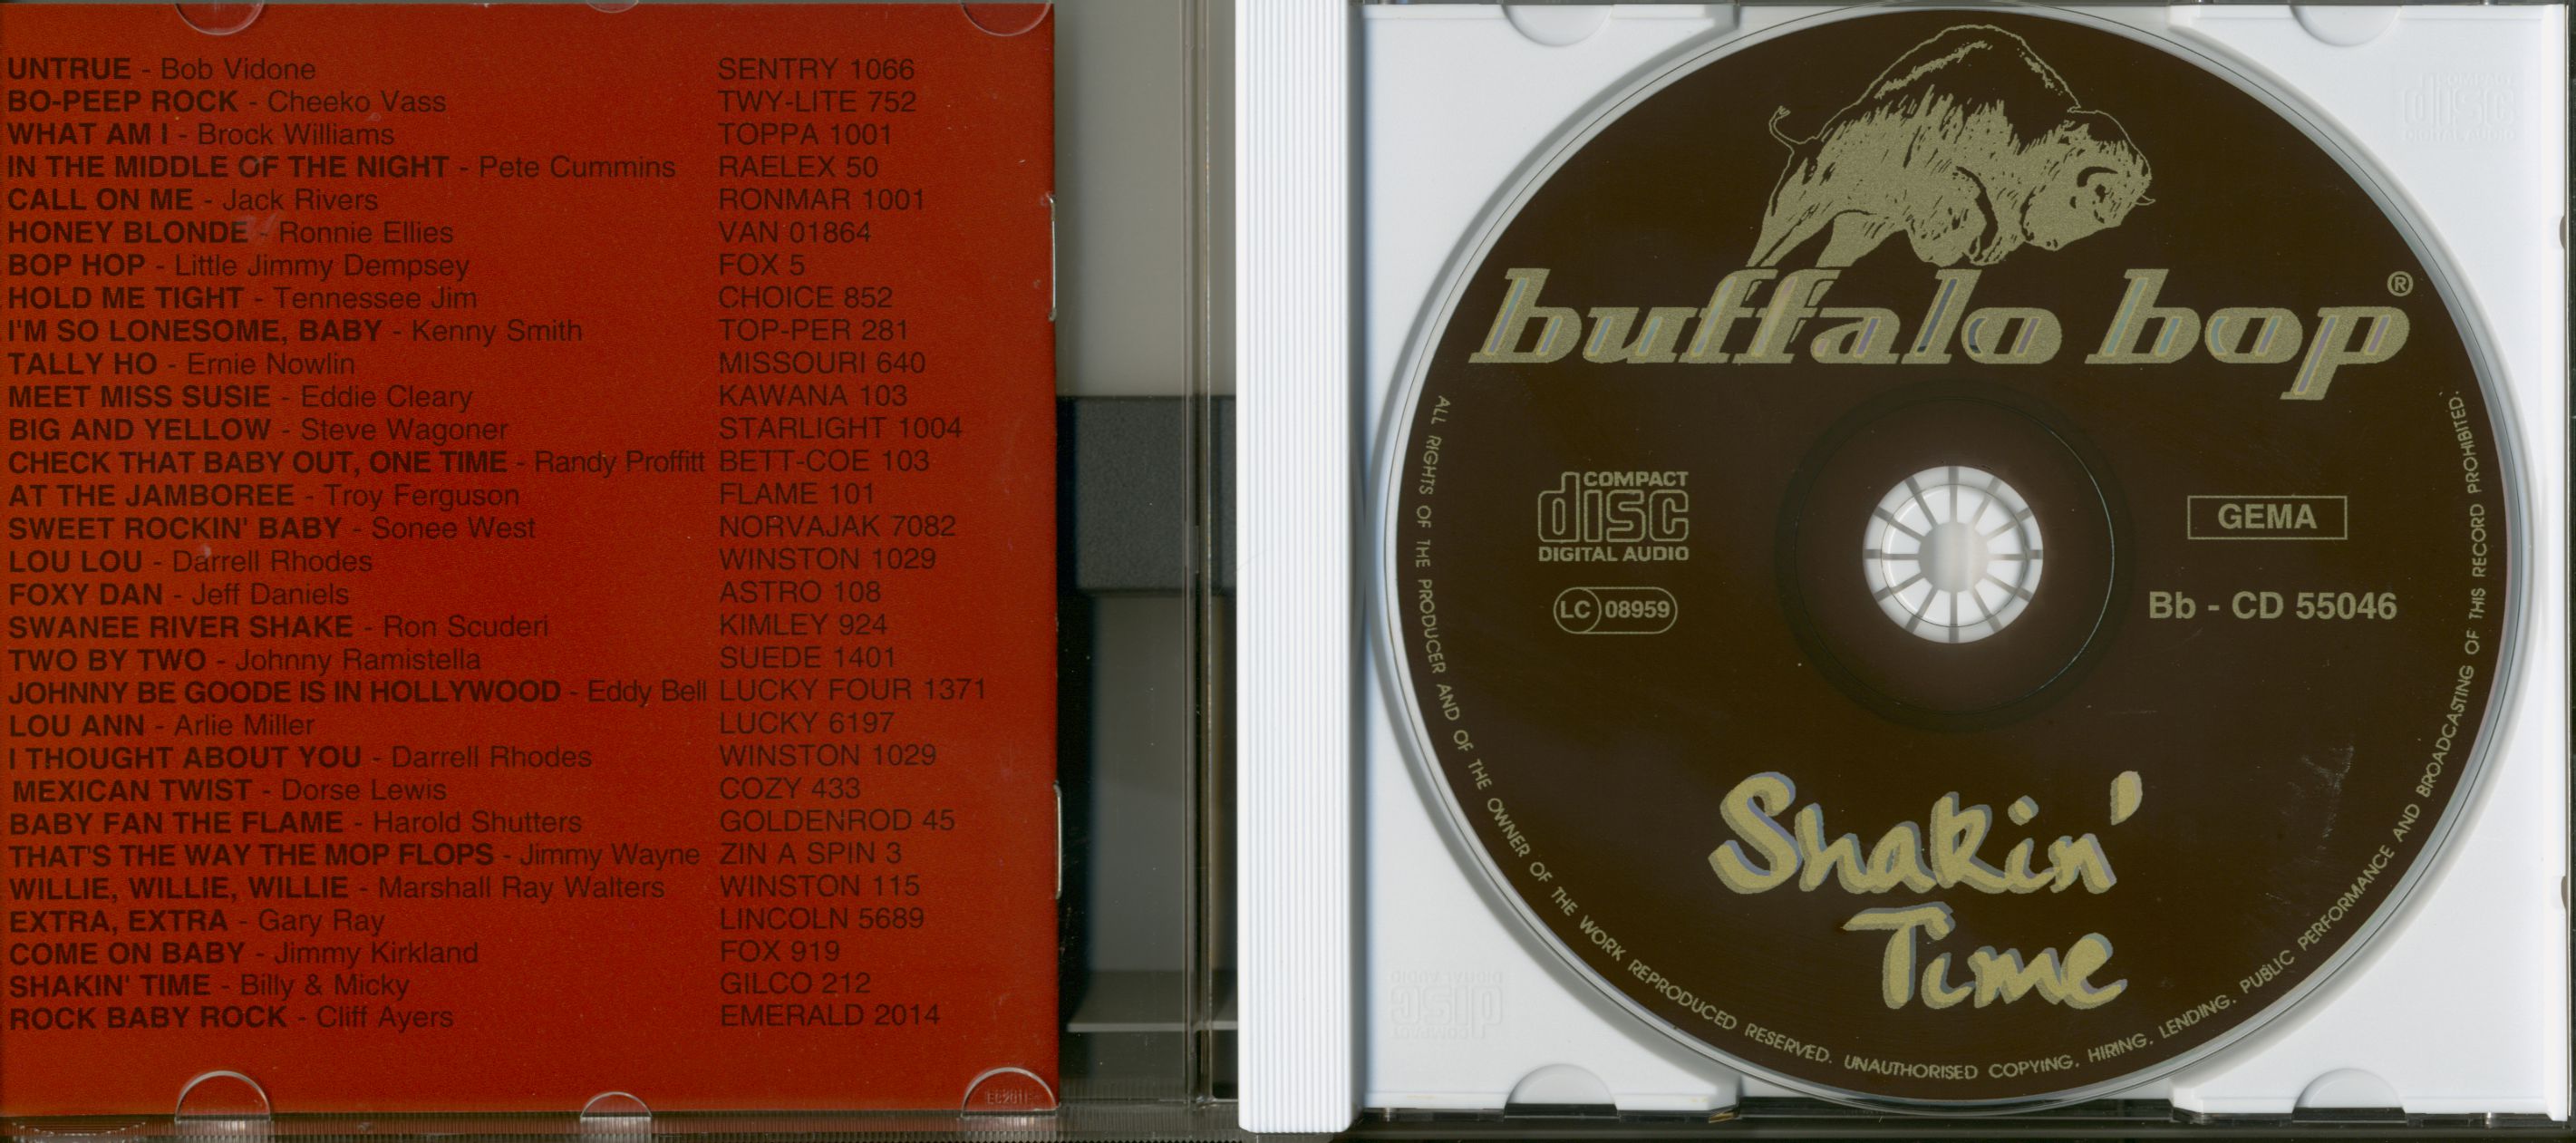 UNTRUE - Bob Vidone SENTRY 1066
BO-PEEP ROCK - Cheeko Vass TWY-LITE 752
WHAT AM I - Brock Williams TOPPA 1001
IN THE MIDDLE OF THE NIGHT - Pete Cummins RAELEX 50
CALL ON ME - Jack Rivers RONMAR 1001
HONEY BLONDE - Ronnie Ellies VAN 01864
BOP HOP - Little Jimmy Dempsey FOX 5
HOLD ME TIGHT - Tennessee Jim CHOICE 852
I'M SO LONESOME, BABY - Kenny Smith TOP-PER 281
TALLY HO - Ernie Nowlin MISSOURI 640
MEET MISS SUSIE - Eddie Cleary KAWANA 103
BIG AND YELLOW - Steve Wagoner STARLIGHT 1004
CHECK THAT BABY OUT, ONE TIME - Randy Proffitt BETT-COE 103
AT THE JAMBOREE - Troy Ferguson FLAME 101
SWEET ROCKIN' BABY - Sonee West NORVAJAK 7082
LOU LOU - Darrell Rhodes WINSTON 1029
FOXY DAN - Jeff Daniels ASTRO 108
SWANEE RIVER SHAKE - Ron Scuderi KIMLEY 924
TWO BY TWO - Johnny Ramistella SUEDE 1401
JOHNNY BE GOODE IS IN HOLLYWOOD - Eddy Bell LUCKY FOUR 1371
LOU ANN - Arlie Miller LUCKY 6197
I THOUGHT ABOUT YOU - Darrell Rhodes WINSTON 1029
MEXICAN TWIST - Dorse Lewis COZY 433
BABY FAN THE FLAME - Harold Shutters GOLDENROD 45
THAT'S THE WAY THE MOP FLOPS - Jimmy Wayne ZIN A SPIN 3
WILLIE, WILLIE, WILLIE - Marshall Ray Walters WINSTON 115
EXTRA, EXTRA - Gary Ray LINCOLN 5689
COME ON BABY - Jimmy Kirkland FOX 919
SHAKIN' TIME - Billy & Micky GILCO 212
ROCK BABY ROCK - Cliff Ayers EMERALD 2014
buffalo bop ®
COMPACT
disc
DIGITAL AUDIO
LC 08959
GEMA
Bb - CD 55046
Shakin'
Time
ALL RIGHTS OF THE PRODUCER AND OF THE OWNER OF THE WORK REPRODUCED RESERVED. UNAUTHORISED COPYING, HIRING, LENDING, PUBLIC PERFORMANCE AND BROADCASTING OF THIS RECORD PROHIBITED.
COMPACT
disc
DIGITAL AUDIO
COMPACT
disc
DIGITAL AUDIO